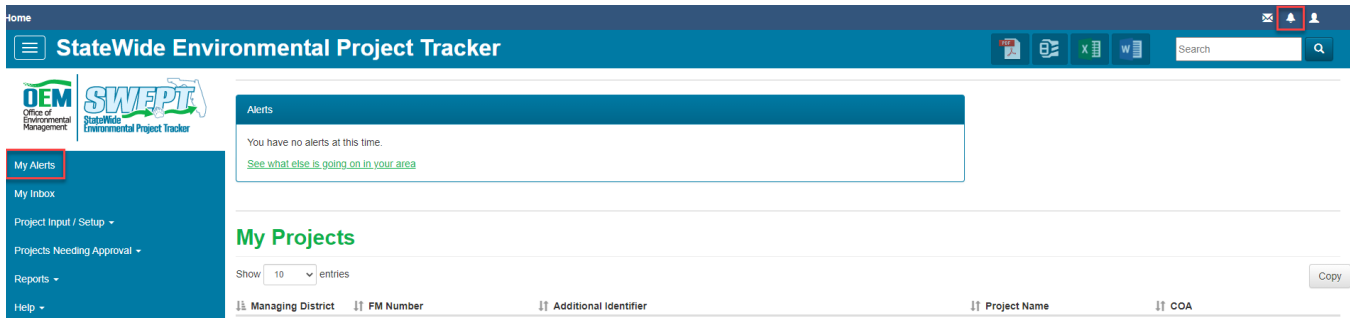 Home
StateWide Environmental Project Tracker
PDF
X
W
Search
OEM
Office of
Environmental
Management
SWEPT
StateWide
Environmental Project Tracker
My Alerts
My Inbox
Project Input / Setup
Projects Needing Approval
Reports
Help
Alerts
You have no alerts at this time.
See what else is going on in your area
My Projects
Show 10 entries
Copy
Managing District FM Number Additional Identifier Project Name COA